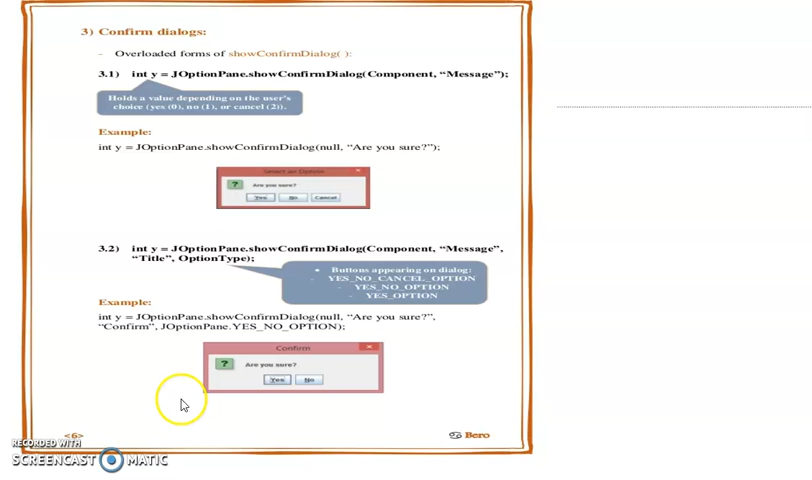 3) Confirm dialogs:
- Overloaded forms of showConfirmDialog( ):
3.1) int y = JOptionPane.showConfirmDialog(Component, “Message”);
Holds a value depending on the user's
choice (yes (0), no (1), or cancel (2)).
Example:
int y = JOptionPane.showConfirmDialog(null, “Are you sure?”);
Select an Option
Are you sure?
Yes No Cancel
3.2) int y = JOptionPane.showConfirmDialog(Component, “Message”,
“Title”, OptionType);
• Buttons appearing on dialog:
- YES_NO_CANCEL_OPTION
- YES_NO_OPTION
- YES_OPTION
Example:
int y = JOptionPane.showConfirmDialog(null, “Are you sure?”,
“Confirm”, JOptionPane.YES_NO_OPTION);
Confirm
Are you sure?
Yes No
<6> Bero
RECORDED WITH
SCREENCAST MATIC